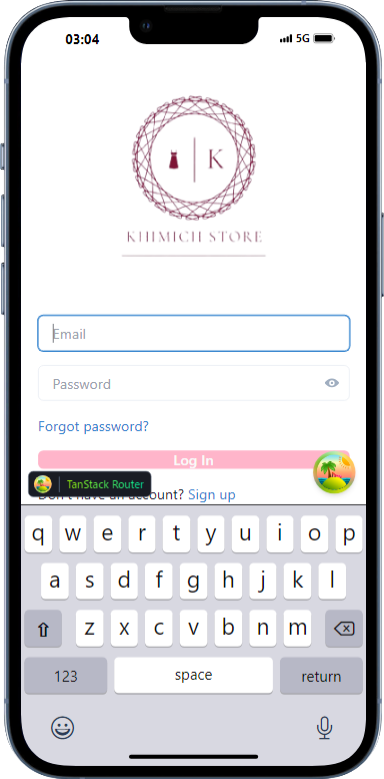 03:04
5G
K
KHIMICH STORE
Email
Password
Forgot password?
Log In
TanStack Router
Don't have an account? Sign up
q w e r t y u i o p
a s d f g h j k l
z x c v b n m
123 space return